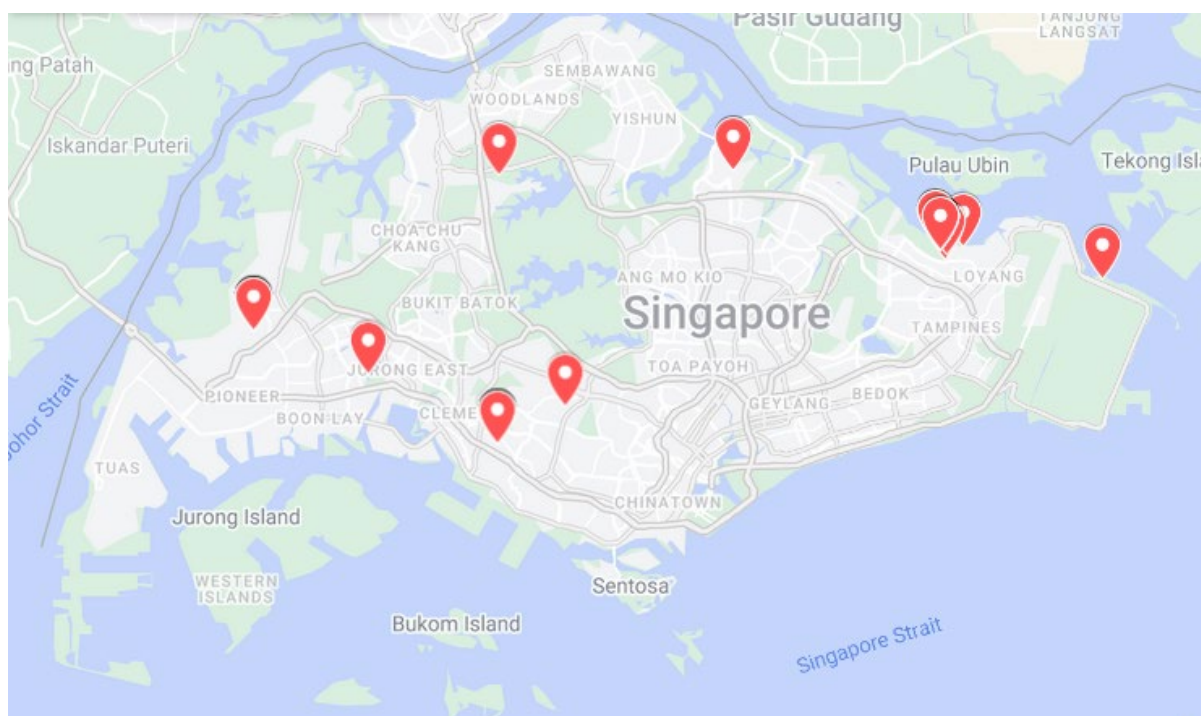 Pasir Gudang
TANJUNG
LANGSAT
ng Patah
SEMBAWANG
WOODLANDS
YISHUN
Iskandar Puteri
Pulau Ubin
Tekong Isla
CHOA CHU
KANG
ANG MO KIO
LOYANG
BUKIT BATOK
Singapore
TAMPINES
JURONG EAST
TOA PAYOH
PIONEER
BEDOK
GEYLANG
BOON LAY
CLEME
Johor Strait
TUAS
CHINATOWN
Jurong Island
WESTERN
ISLANDS
Sentosa
Bukom Island
Singapore Strait